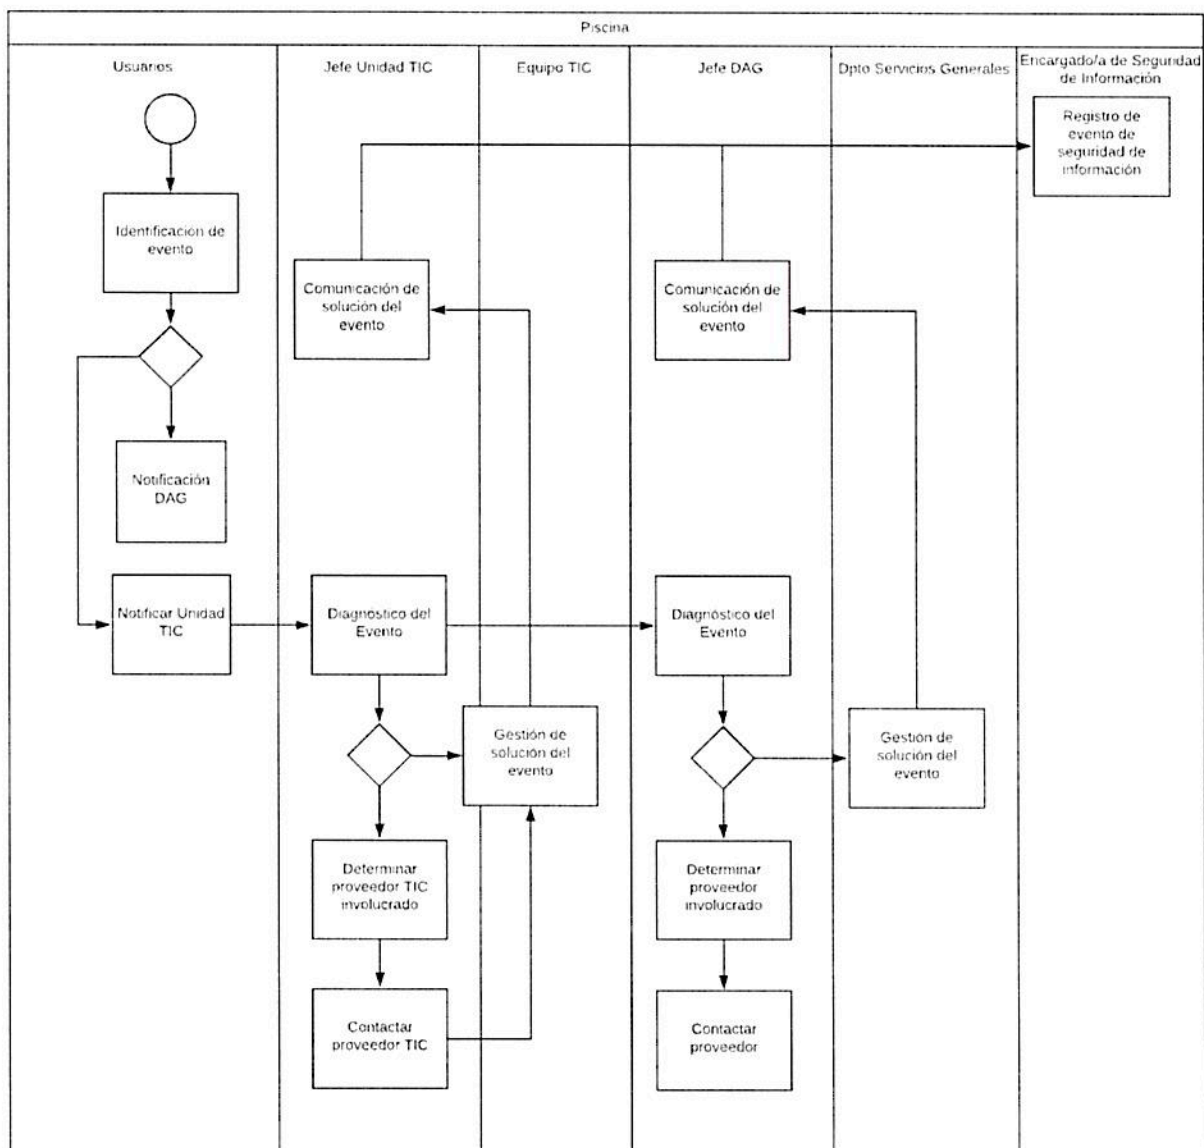 Piscina
Usuarios
Jefe Unidad TIC
Equipo TIC
Jefe DAG
Dpto Servicios Generales
Encargado/a de Seguridad
de Información
Registro de
evento de
seguridad de
información
Identificación de
evento
Comunicación de
solución del
evento
Comunicación de
solución del
evento
Notificación
DAG
Notificar Unidad
TIC
Diagnóstico del
Evento
Diagnóstico del
Evento
Gestión de
solución del
evento
Gestión de
solución del
evento
Determinar
proveedor TIC
involucrado
Determinar
proveedor
involucrado
Contactar
proveedor TIC
Contactar
proveedor